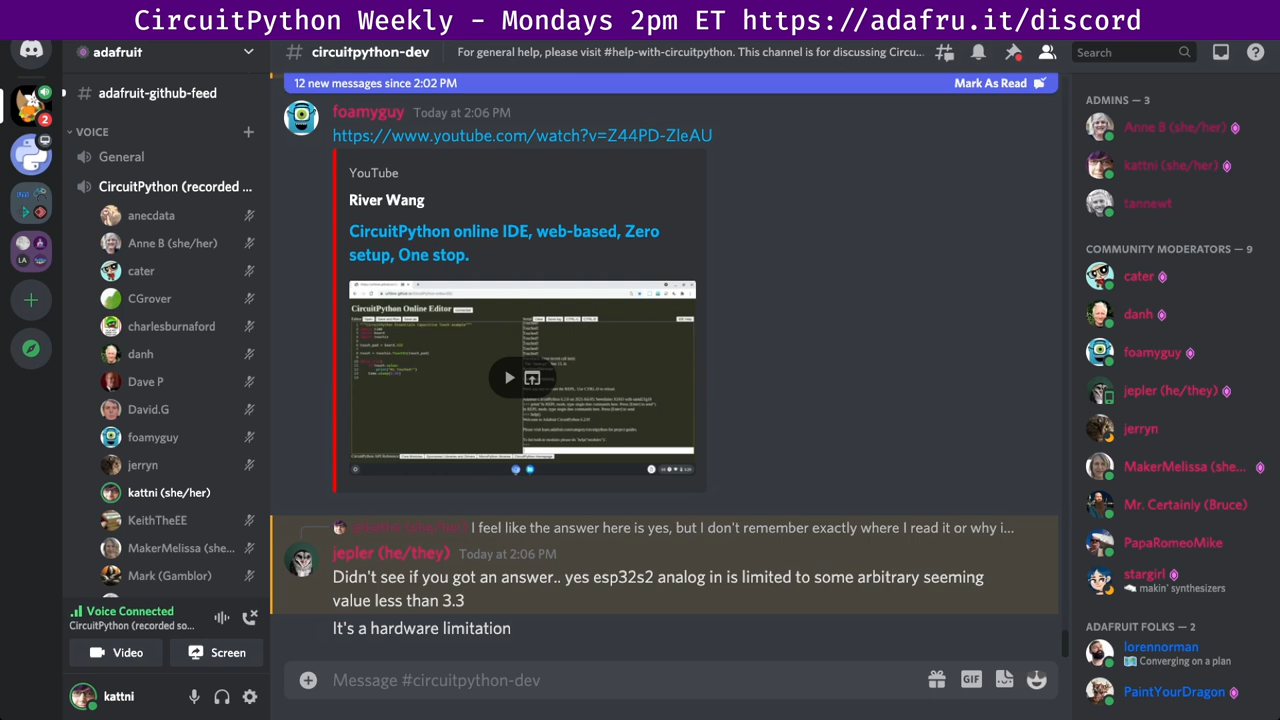 CircuitPython Weekly - Mondays 2pm ET https://adafru.it/discord
adafruit
# circuitpython-dev
For general help, please visit #help-with-circuitpython. This channel is for discussing Circu...
Search
# adafruit-github-feed
VOICE
General
CircuitPython (recorded ...
anecdata
Anne B (she/her)
cater
CGrover
charlesburnaford
danh
Dave P
David.G
foamyguy
jerryn
kattni (she/her)
KeithTheEE
MakerMelissa (she...
Mark (Gamblor)
2
LA
Voice Connected
CircuitPython (recorded so...
Video
Screen
kattni
12 new messages since 2:02 PM
Mark As Read
foamyguy Today at 2:06 PM
https://www.youtube.com/watch?v=Z44PD-ZleAU
YouTube
River Wang
CircuitPython online IDE, web-based, Zero
setup, One stop.
CircuitPython Online Editor
I feel like the answer here is yes, but I don't remember exactly where I read it or why i...
jepler (he/they) Today at 2:06 PM
Didn't see if you got an answer.. yes esp32s2 analog in is limited to some arbitrary seeming
value less than 3.3
It's a hardware limitation
Message #circuitpython-dev
GIF
ADMINS — 3
Anne B (she/her)
kattni (she/her)
tannewt
COMMUNITY MODERATORS — 9
cater
danh
foamyguy
jepler (he/they)
jerryn
MakerMelissa (she...
Mr. Certainly (Bruce)
PapaRomeoMike
stargirl
makin' synthesizers
ADAFRUIT FOLKS — 2
lorennorman
Converging on a plan
PaintYourDragon